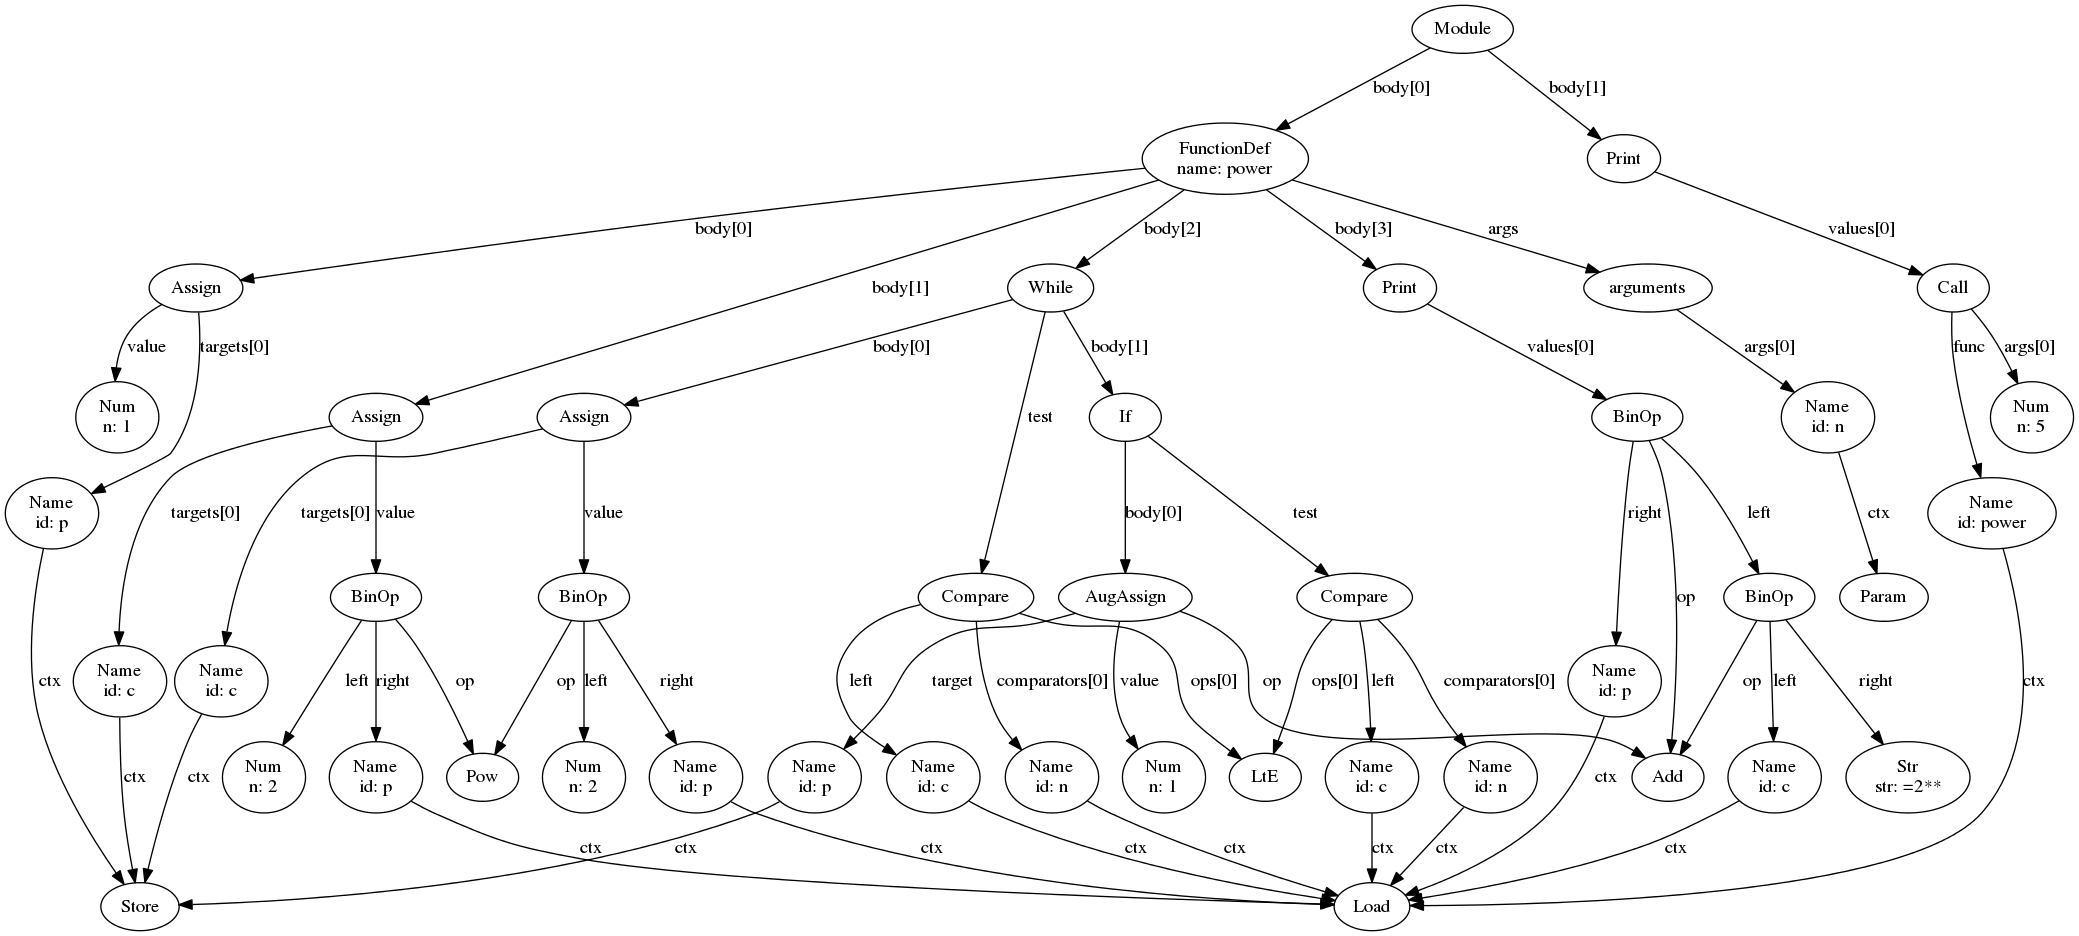 Module
body[0]
body[1]
FunctionDef
name: power
Print
body[0]
body[1]
body[2]
body[3]
args
values[0]
Assign
While
Print
arguments
Call
value
targets[0]
body[0]
body[1]
values[0]
args[0]
func
args[0]
Num
n: 1
Assign
Assign
test
If
BinOp
Name
id: n
Num
n: 5
Name
id: p
targets[0]
value
targets[0]
value
body[0]
test
right
left
ctx
Name
id: power
BinOp
BinOp
Compare
AugAssign
Compare
op
BinOp
Param
ctx
Name
id: c
Name
id: c
left
right
op
op
left
right
left
target
comparators[0]
value
ops[0]
op
ops[0]
left
comparators[0]
Name
id: p
op
left
right
ctx
ctx
ctx
Num
n: 2
Name
id: p
Pow
Num
n: 2
Name
id: p
Name
id: p
Name
id: c
Name
id: n
Num
n: 1
LtE
Name
id: c
Name
id: n
ctx
Add
Name
id: c
Str
str: =2**
ctx
ctx
ctx
ctx
ctx
ctx
ctx
ctx
Store
Load